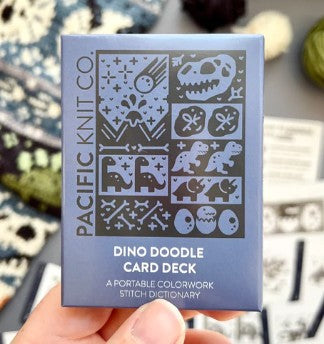 PACIFIC KNIT CO.
DINO DOODLE
CARD DECK
A PORTABLE COLORWORK
STITCH DICTIONARY